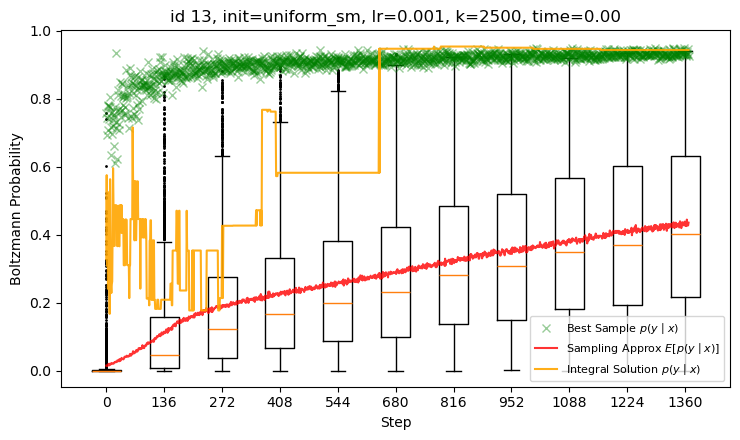 id 13, init=uniform_sm, lr=0.001, k=2500, time=0.00
Boltzmann Probability
1.0
0.8
0.6
0.4
0.2
0.0
0 136 272 408 544 680 816 952 1088 1224 1360
Step
Best Sample p(y | x)
Sampling Approx E[p(y | x)]
Integral Solution p(y | x)